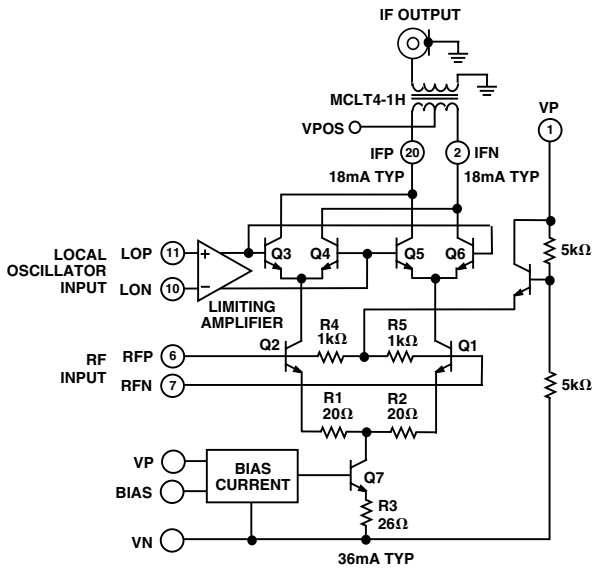 IF OUTPUT
MCLT4-1H
VPOS
VP
1
IFP
20
2
IFN
18mA TYP
18mA TYP
LOCAL
OSCILLATOR
INPUT
LOP
11
LON
10
+
–
LIMITING
AMPLIFIER
Q3
Q4
Q5
Q6
5kΩ
R4
1kΩ
R5
1kΩ
Q2
Q1
RF
INPUT
RFP
6
RFN
7
5kΩ
R1
20Ω
R2
20Ω
VP
BIAS
BIAS
CURRENT
Q7
R3
26Ω
VN
36mA TYP